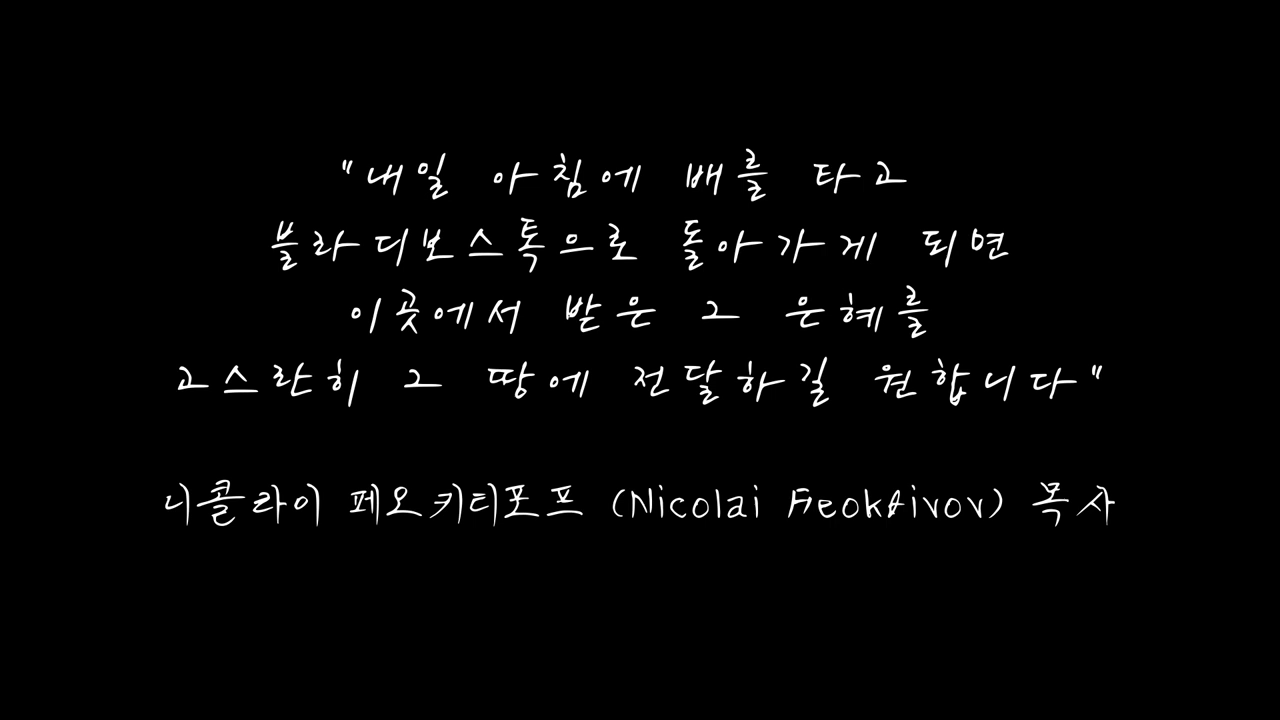 "내일 아침에 배를 타고
블라디보스톡으로 돌아가게 되면
이곳에서 받은 그 은혜를
고스란히 그 땅에 전달하길 원합니다"
니콜라이 페오키티포프 (Nicolai Feoktivov) 목사